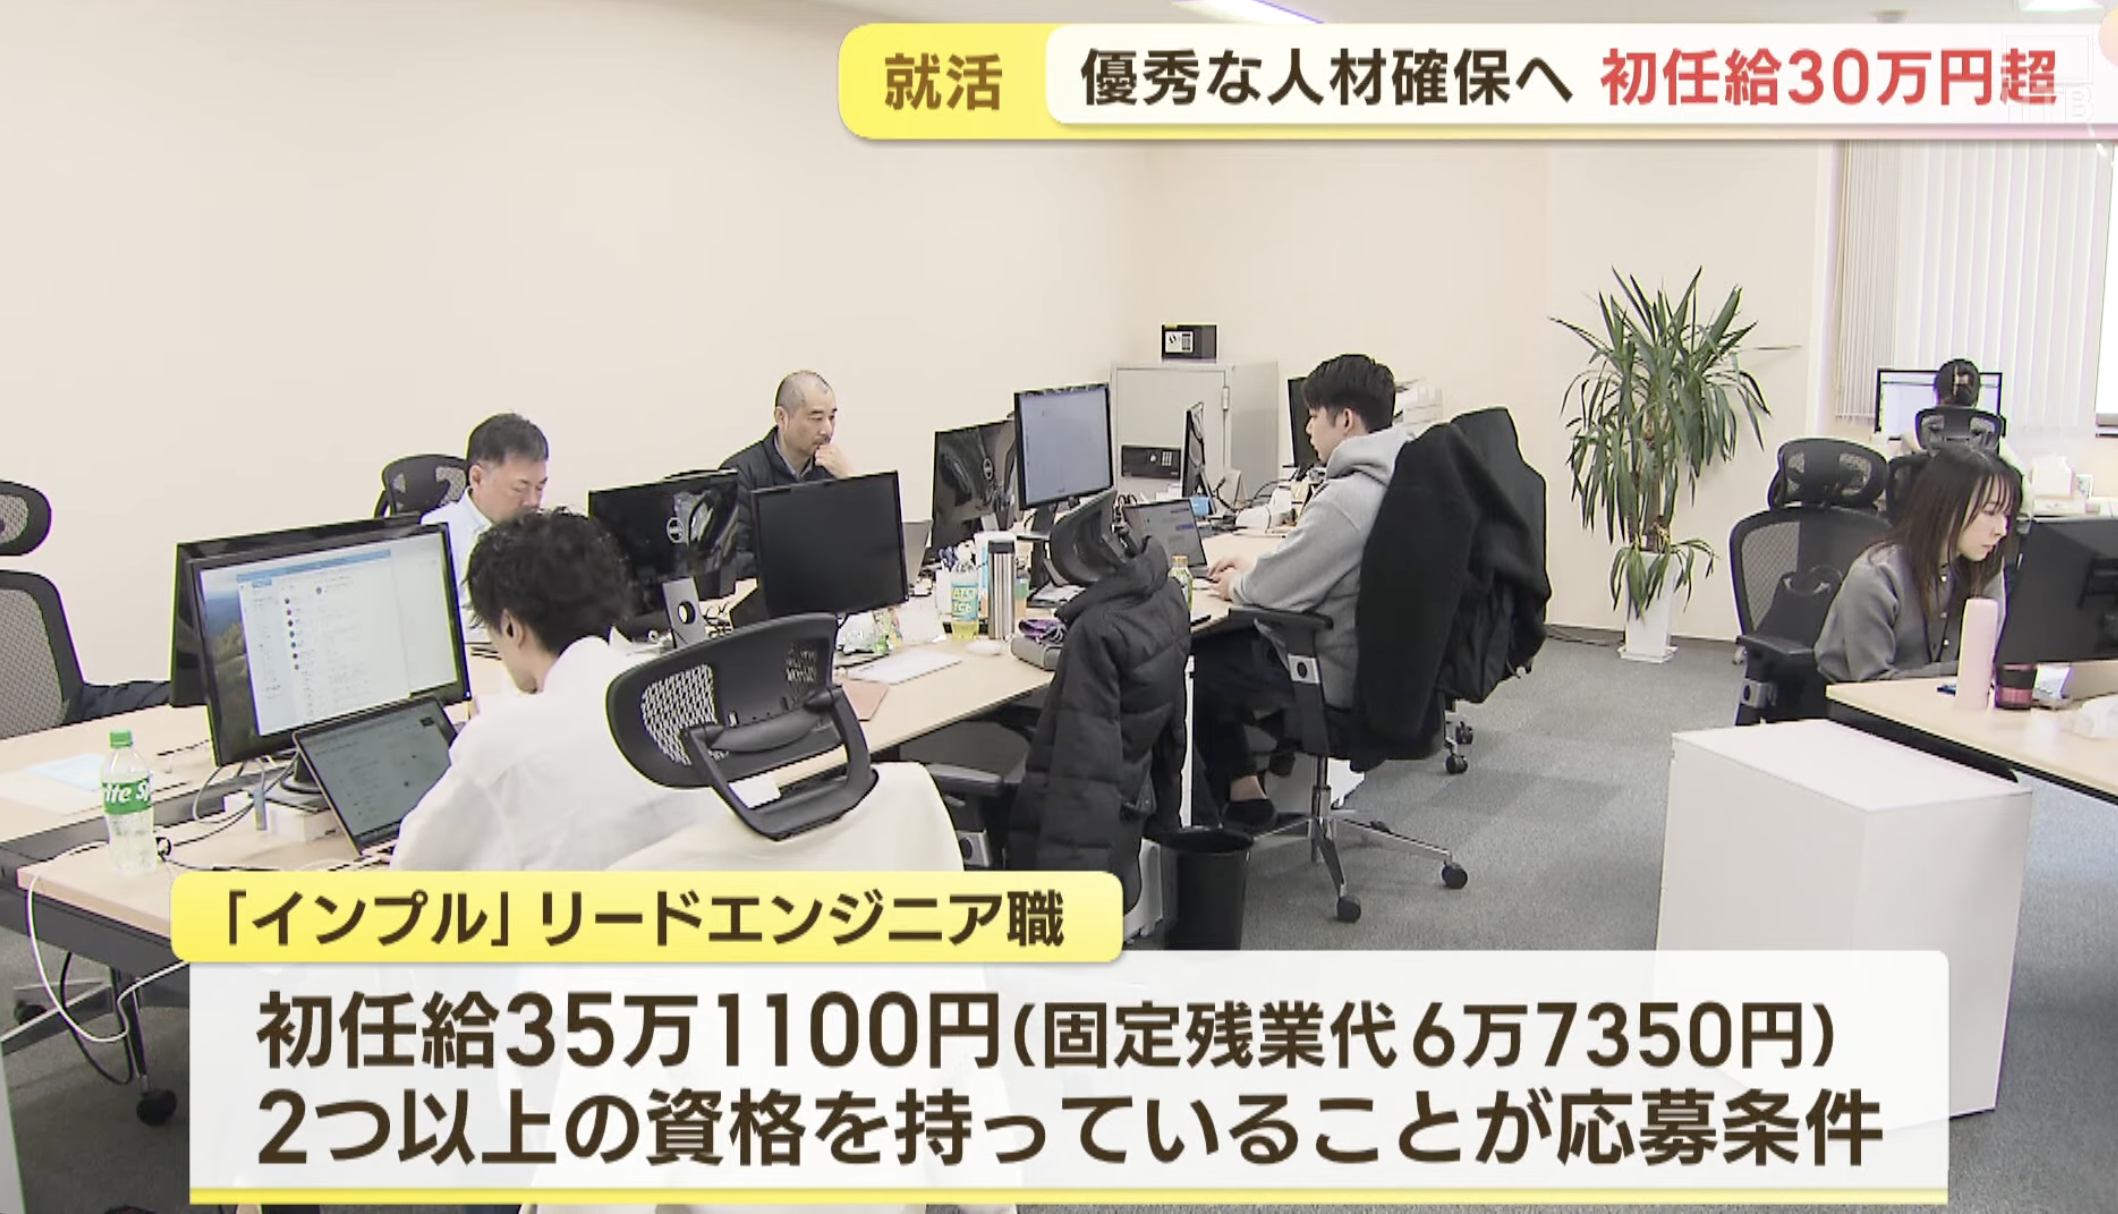 就活
優秀な人材確保へ 初任給30万円超
「インプル」リードエンジニア職
初任給35万1100円(固定残業代6万7350円)
2つ以上の資格を持っていることが応募条件